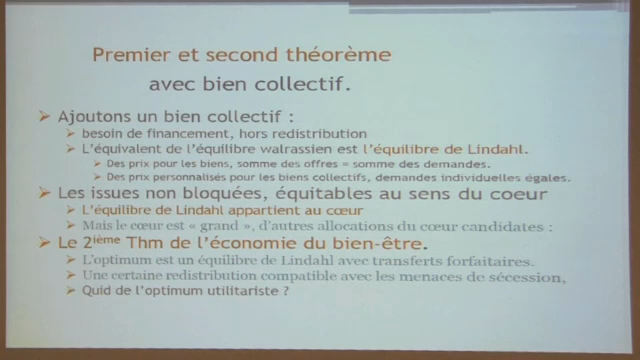 Premier et second théorème
avec bien collectif.
Ajoutons un bien collectif :
besoin de financement, hors redistribution
L'équivalent de l'équilibre walrassien est l'équilibre de Lindahl.
Des prix pour les biens, somme des offres = somme des demandes.
Des prix personnalisés pour les biens collectifs, demandes individuelles égales.
Les issues non bloquées, équitables au sens du coeur
L'équilibre de Lindahl appartient au cœur
Mais le cœur est « grand », d'autres allocations du cœur candidates :
Le 2ième Thm de l'économie du bien-être.
L'optimum est un équilibre de Lindahl avec transferts forfaitaires.
Une certaine redistribution compatible avec les menaces de sécession,
Quid de l'optimum utilitariste ?